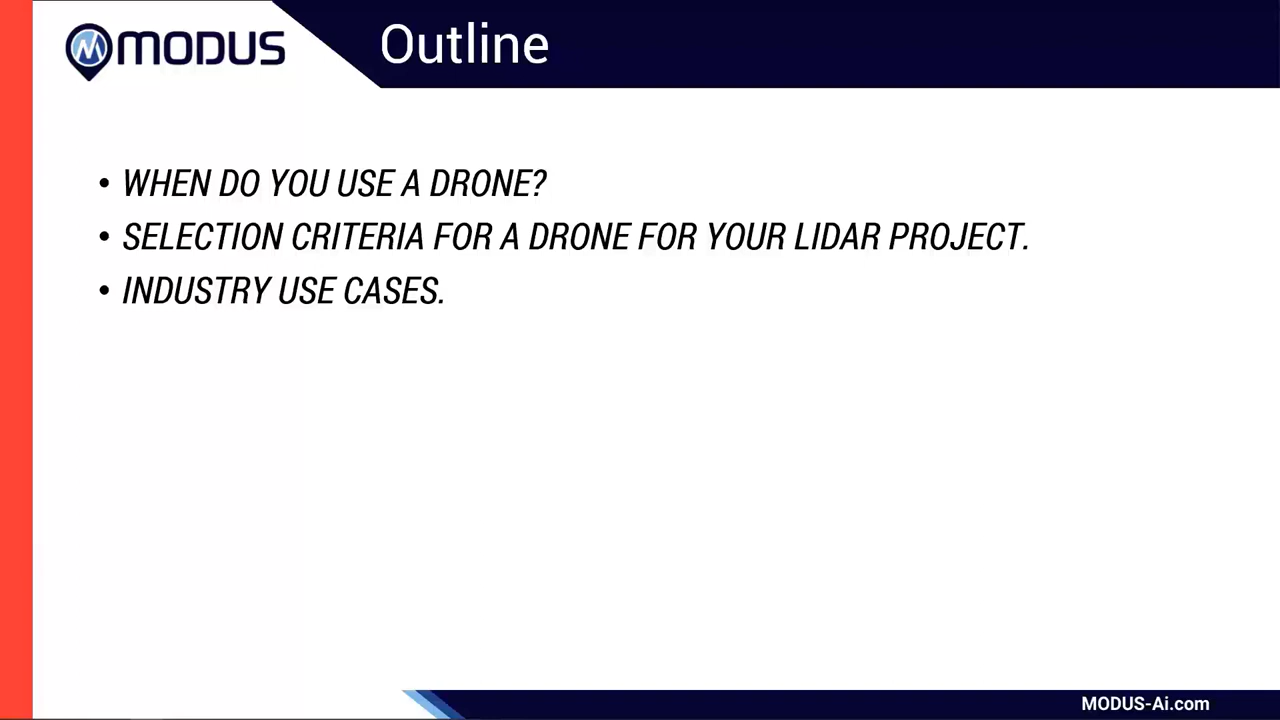 MODUS
Outline
• WHEN DO YOU USE A DRONE?
• SELECTION CRITERIA FOR A DRONE FOR YOUR LIDAR PROJECT.
• INDUSTRY USE CASES.
MODUS-Ai.com